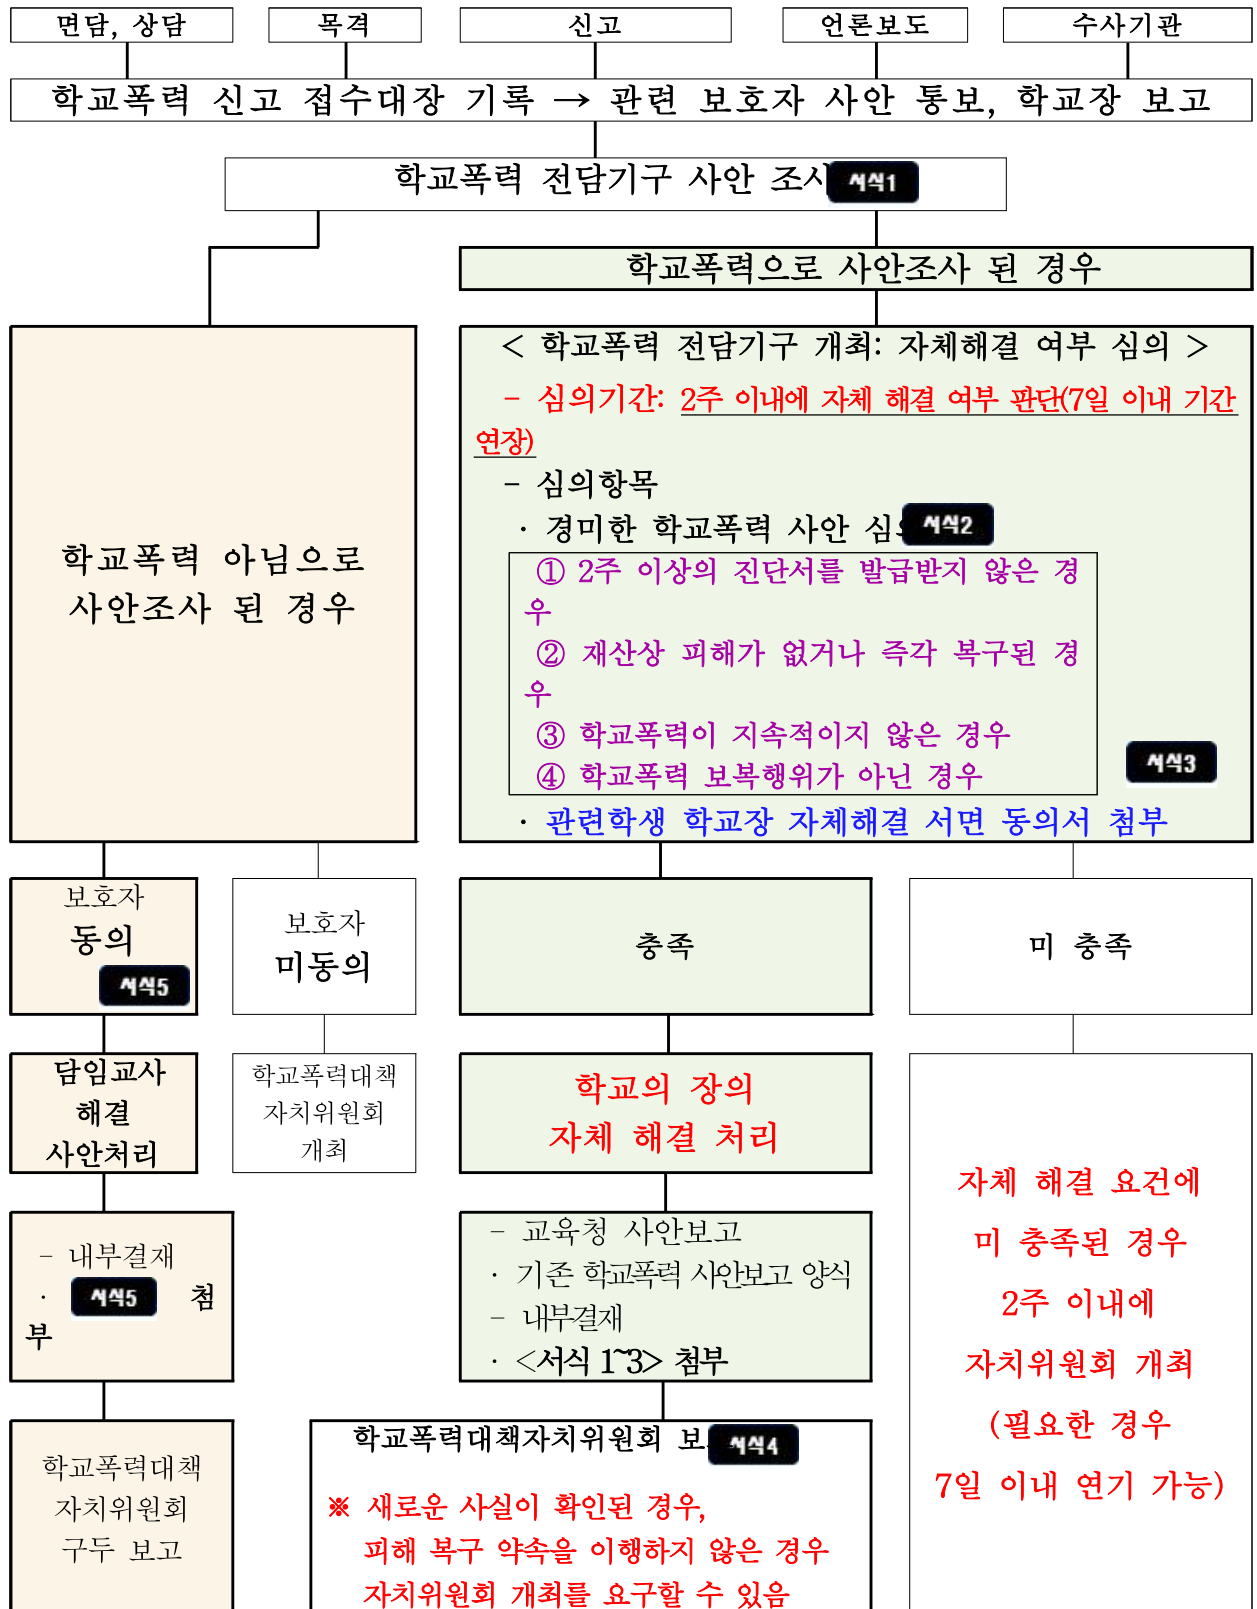 면담, 상담
목격
신고
언론보도
수사기관
학교폭력 신고 접수대장 기록 → 관련 보호자 사안 통보, 학교장 보고
학교폭력 전담기구 사안 조사 서식1
학교폭력으로 사안조사 된 경우
학교폭력 아님으로
사안조사 된 경우
< 학교폭력 전담기구 개최: 자체해결 여부 심의 >
- 심의기간: 2주 이내에 자체 해결 여부 판단(7일 이내 기간
연장)
- 심의항목
· 경미한 학교폭력 사안 서식2
① 2주 이상의 진단서를 발급받지 않은 경
우
② 재산상 피해가 없거나 즉각 복구된 경
우
③ 학교폭력이 지속적이지 않은 경우
④ 학교폭력 보복행위가 아닌 경우
서식3
· 관련학생 학교장 자체해결 서면 동의서 첨부
보호자
동의
서식5
보호자
미동의
충족
미 충족
담임교사
해결
사안처리
학교폭력대책
자치위원회
개최
학교의 장의
자체 해결 처리
- 내부결재
· 서식5 첨
부
- 교육청 사안보고
· 기존 학교폭력 사안보고 양식
- 내부결재
· <서식 1~3> 첨부
자체 해결 요건에
미 충족된 경우
2주 이내에
자치위원회 개최
(필요한 경우
7일 이내 연기 가능)
학교폭력대책
자치위원회
구두 보고
학교폭력대책자치위원회 서식4
※ 새로운 사실이 확인된 경우,
피해 복구 약속을 이행하지 않은 경우
자치위원회 개최를 요구할 수 있음